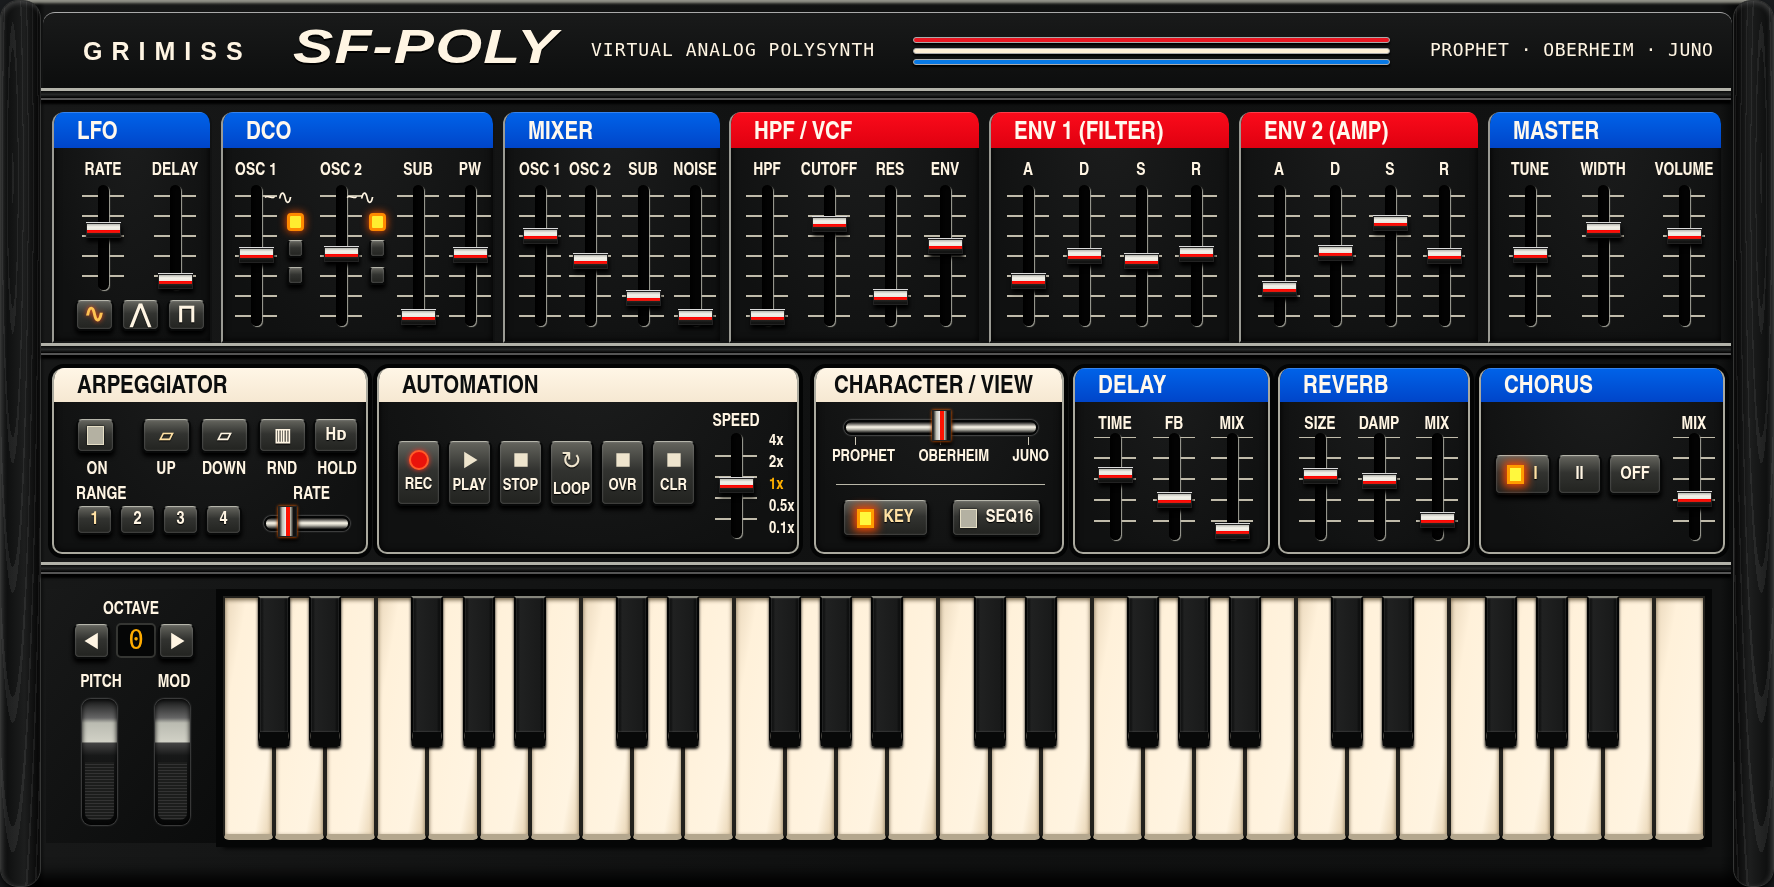 GRIMISS SF-POLY VIRTUAL ANALOG POLYSYNTH PROPHET · OBERHEIM · JUNO
LFO DCO MIXER HPF / VCF ENV 1 (FILTER) ENV 2 (AMP) MASTER
RATE DELAY OSC 1 OSC 2 SUB PW OSC 1 OSC 2 SUB NOISE HPF CUTOFF RES ENV A D S R A D S R TUNE WIDTH VOLUME
ARPEGGIATOR AUTOMATION CHARACTER / VIEW DELAY REVERB CHORUS
SPEED TIME FB MIX SIZE DAMP MIX MIX
HD 4x
PROPHET OBERHEIM JUNO
ON UP DOWN RND HOLD 2x I II OFF
REC PLAY STOP LOOP OVR CLR 1x
RANGE RATE 0.5x
1 2 3 4 KEY SEQ16
0.1x
OCTAVE
0
PITCH MOD